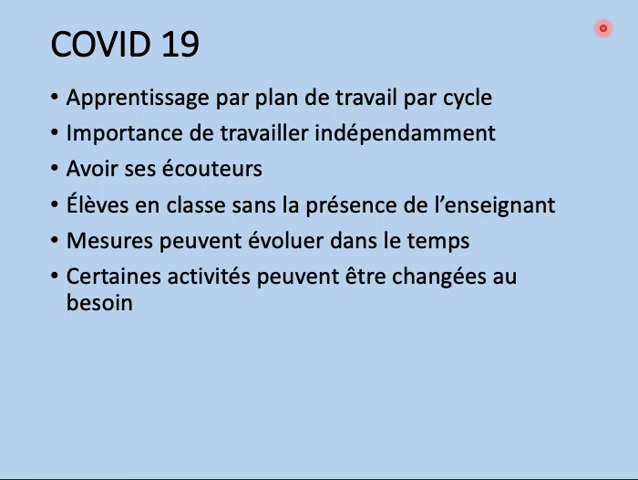 COVID 19
• Apprentissage par plan de travail par cycle
• Importance de travailler indépendamment
• Avoir ses écouteurs
• Élèves en classe sans la présence de l’enseignant
• Mesures peuvent évoluer dans le temps
• Certaines activités peuvent être changées au
besoin